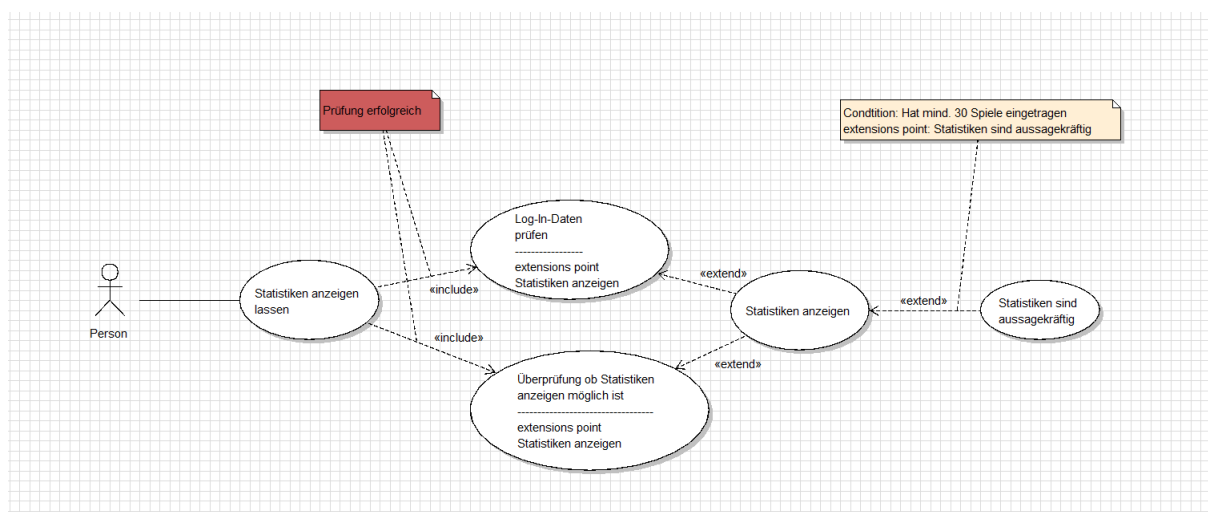 Prüfung erfolgreich
Condtition: Hat mind. 30 Spiele eingetragen
extensions point: Statistiken sind aussagekräftig
Log-In-Daten
prüfen
-----------------
extensions point
Statistiken anzeigen
«include»
«extend»
Person
Statistiken anzeigen
lassen
Statistiken anzeigen
«extend»
Statistiken sind
aussagekräftig
«include»
«extend»
Überprüfung ob Statistiken
anzeigen möglich ist
----------------------------------
extensions point
Statistiken anzeigen